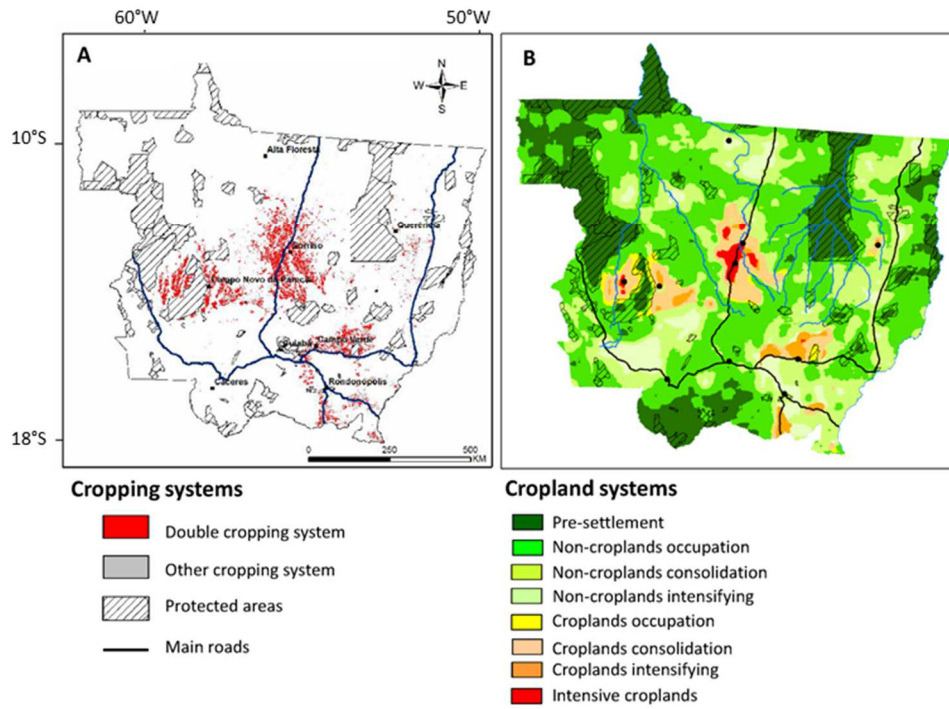 60°W
50°W
A
N
W E
S
10°S
18°S
Alta Floresta
Querência
Sorriso
Campo Novo do Parecis
Cuiabá
Campo Verde
Cáceres
Rondonópolis
0 250 500
KM
B
Cropping systems
Double cropping system
Other cropping system
Protected areas
Main roads
Cropland systems
Pre-settlement
Non-croplands occupation
Non-croplands consolidation
Non-croplands intensifying
Croplands occupation
Croplands consolidation
Croplands intensifying
Intensive croplands